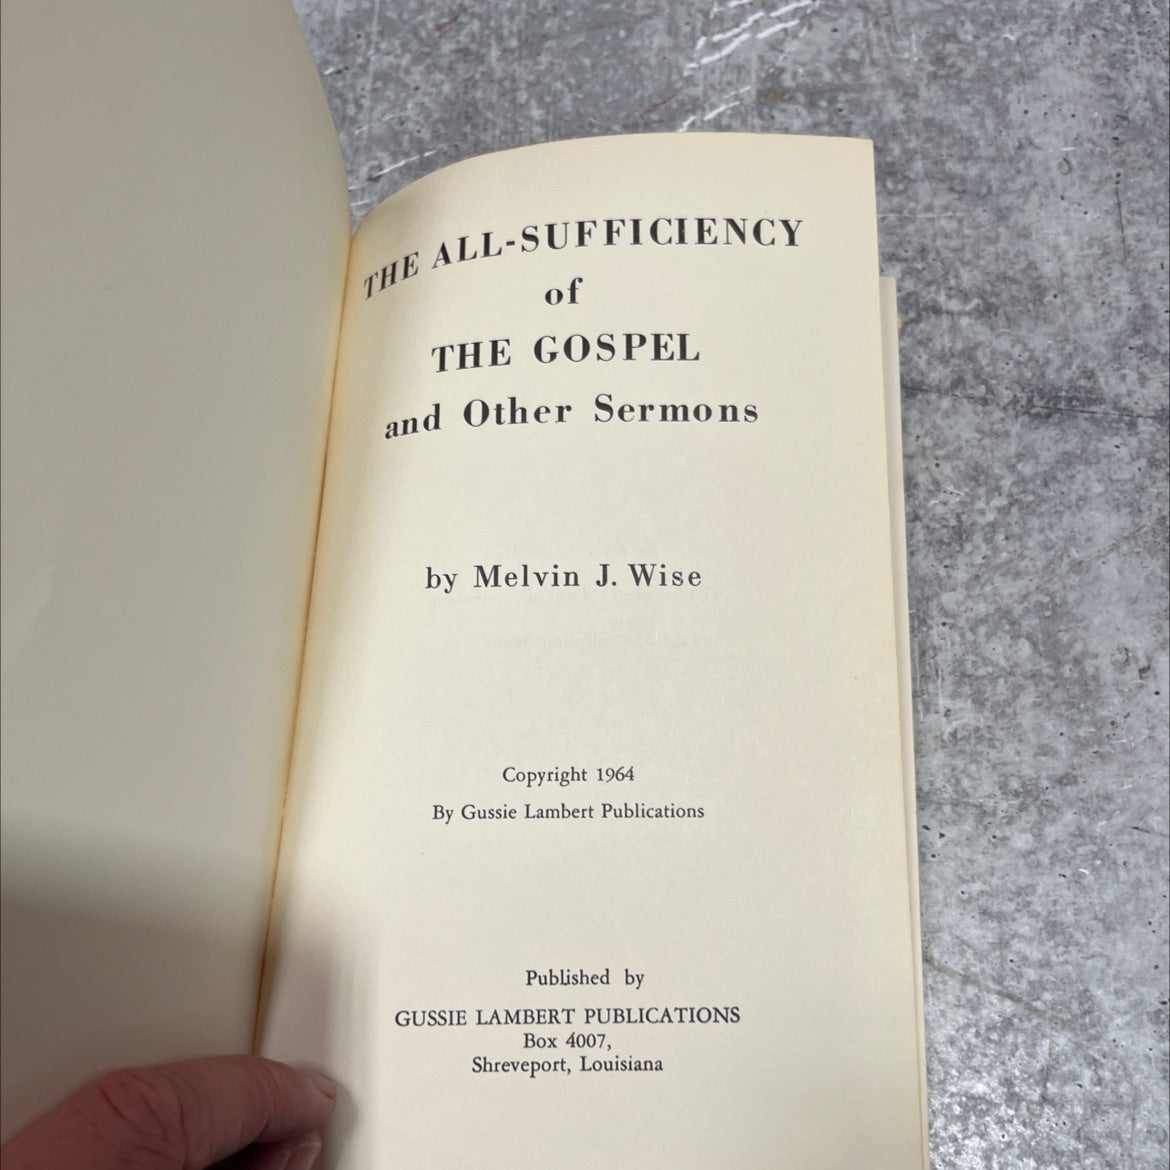 THE ALL-SUFFICIENCY
of
THE GOSPEL
and Other Sermons
by Melvin J. Wise
Copyright 1964
By Gussie Lambert Publications
Published by
GUSSIE LAMBERT PUBLICATIONS
Box 4007,
Shreveport, Louisiana